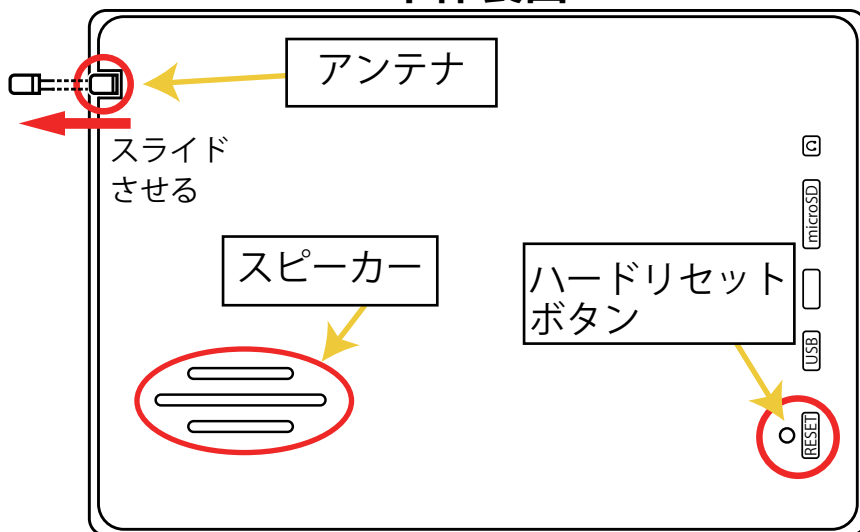 アンテナ
スライド
させる
microSD
スピーカー
ハードリセット
ボタン
USB
RESET